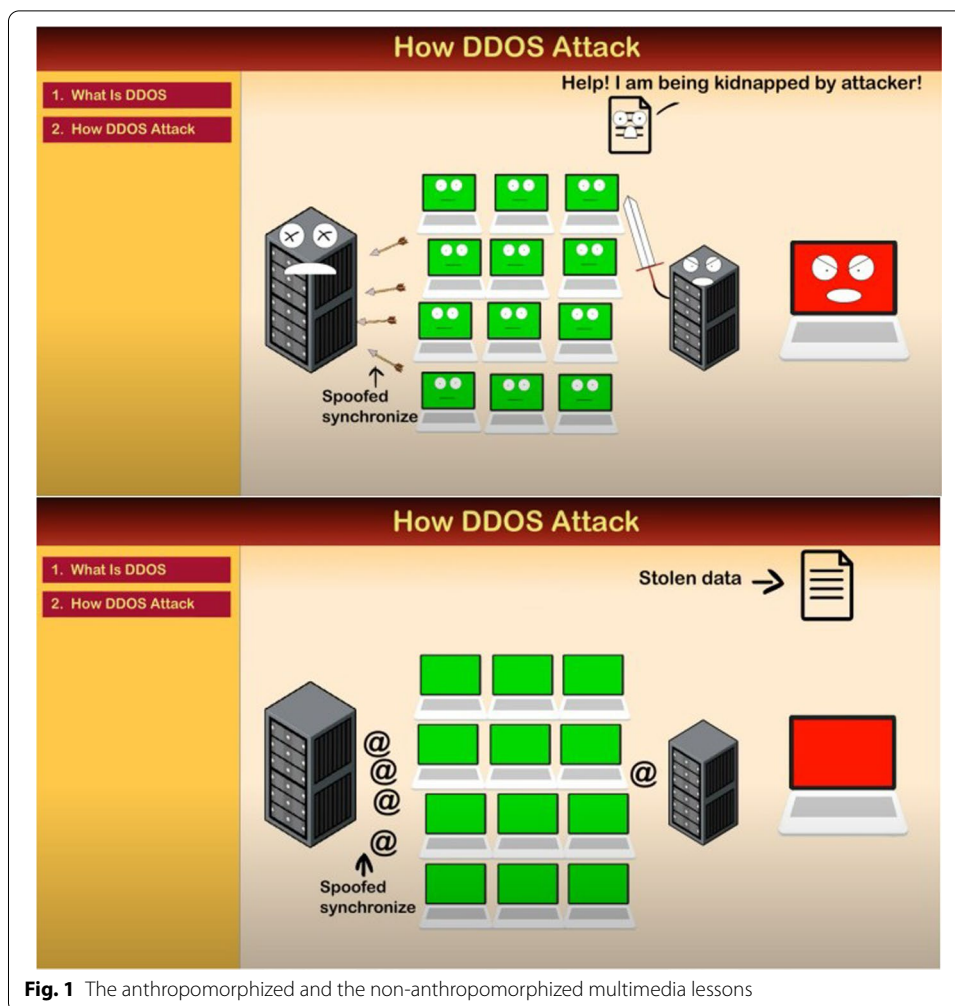 How DDOS Attack
1. What Is DDOS
2. How DDOS Attack
Help! I am being kidnapped by attacker!
Spoofed
synchronize
How DDOS Attack
1. What Is DDOS
2. How DDOS Attack
Stolen data
@
@
@
@
@
Spoofed
synchronize
Fig. 1 The anthropomorphized and the non-anthropomorphized multimedia lessons